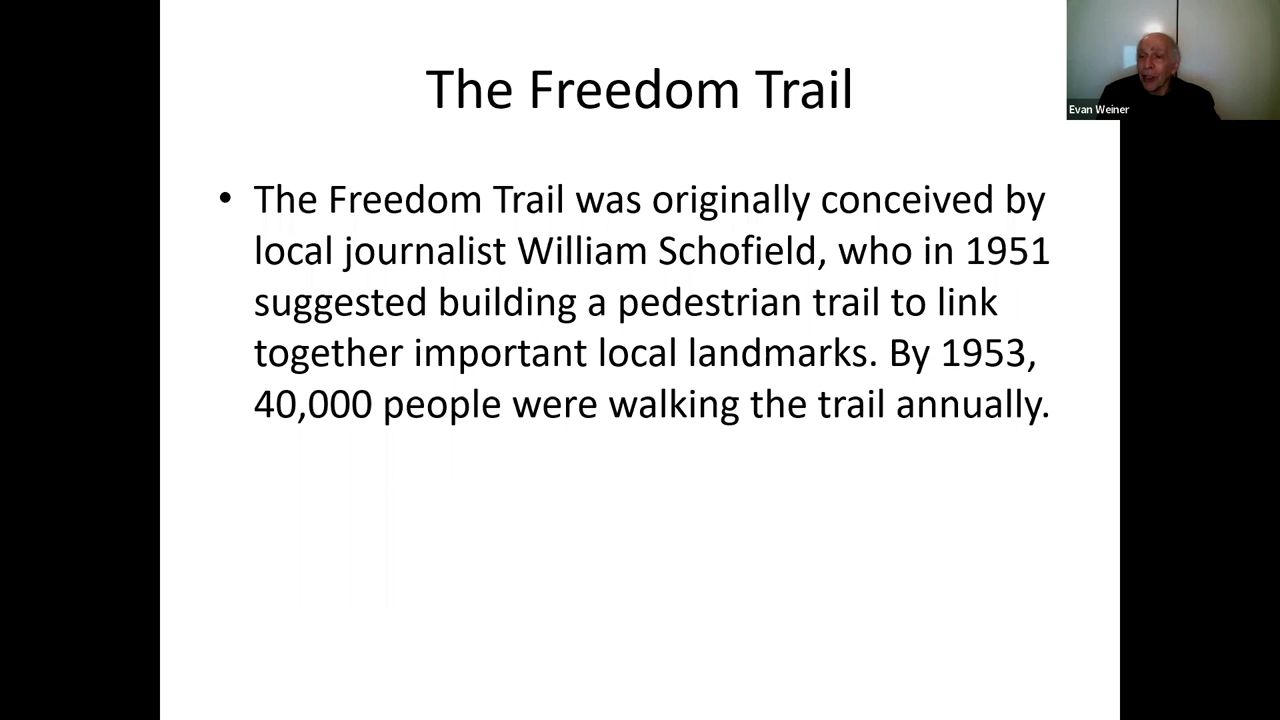 The Freedom Trail
Evan Weiner
• The Freedom Trail was originally conceived by
local journalist William Schofield, who in 1951
suggested building a pedestrian trail to link
together important local landmarks. By 1953,
40,000 people were walking the trail annually.